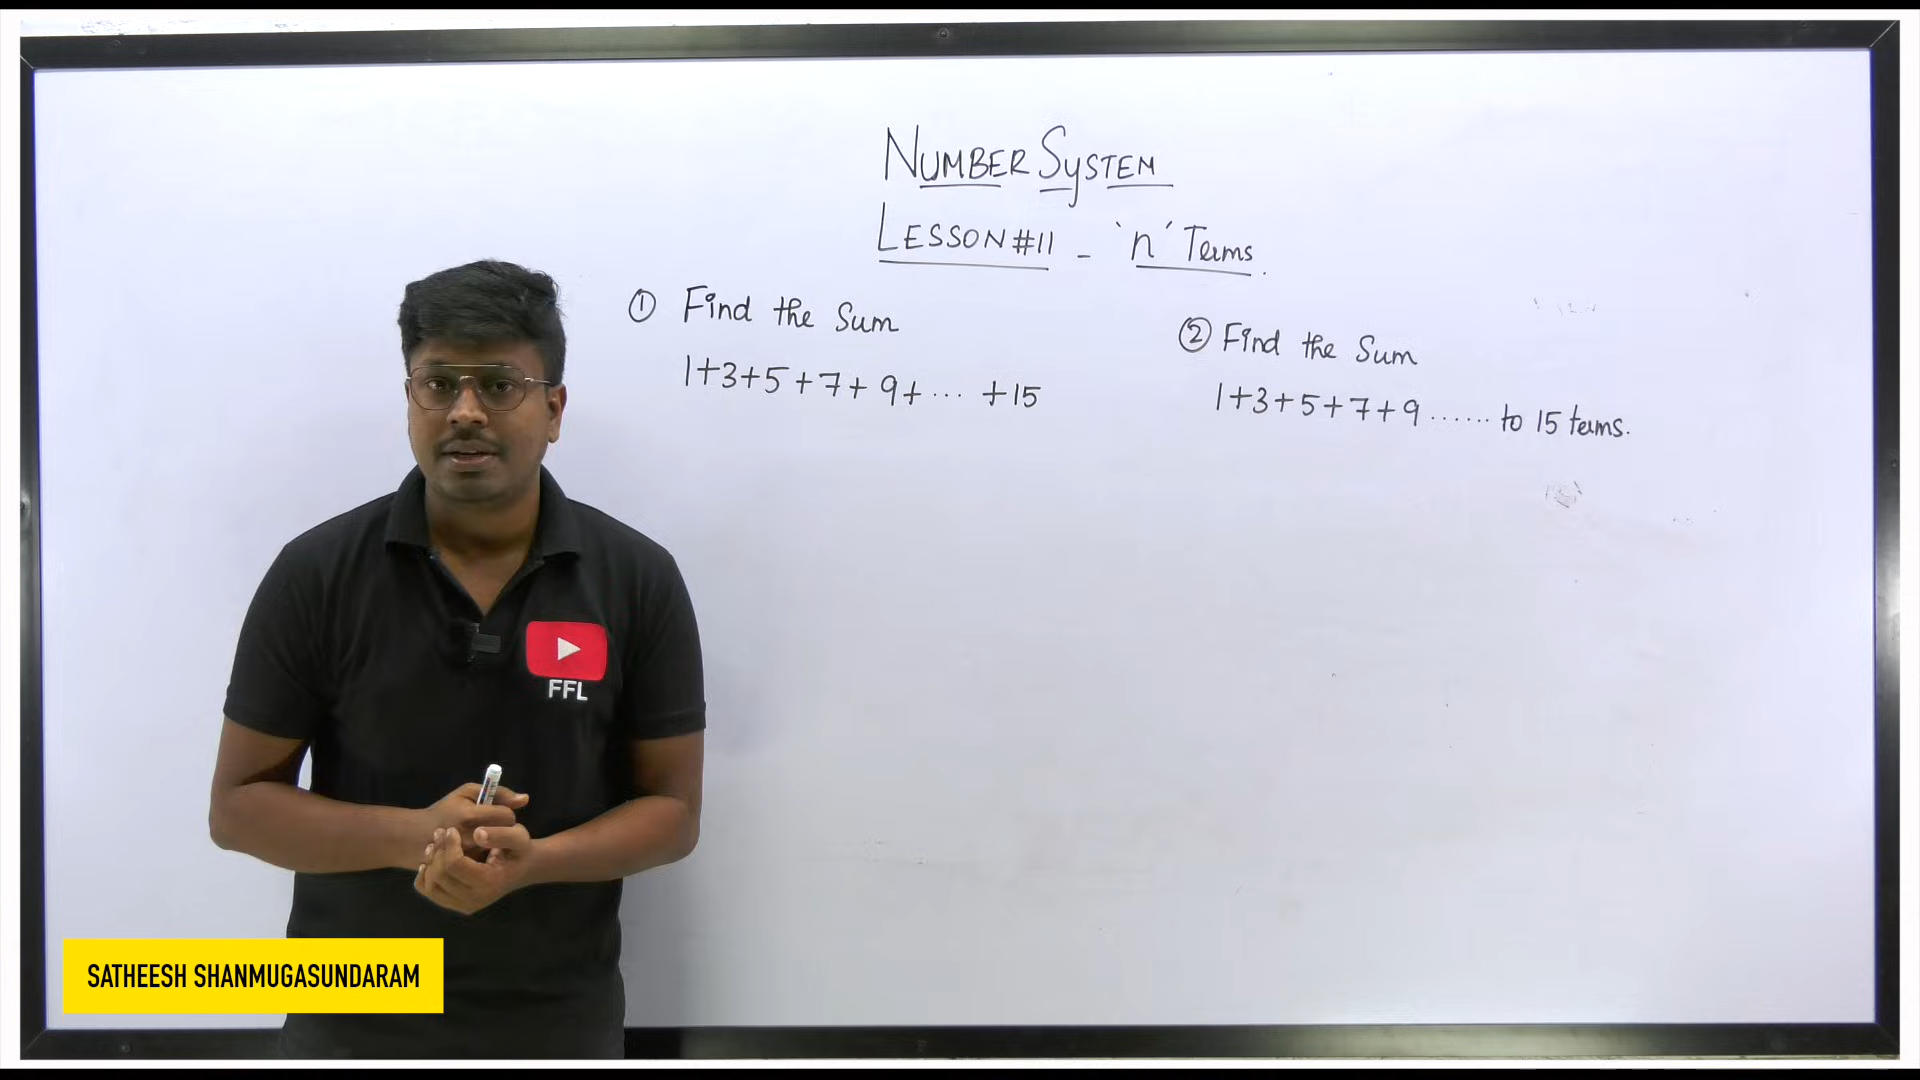 NUMBER SYSTEM
LESSON #11 - 'n' Terms.
① Find the Sum
1+3+5+7+9+... +15
② Find the Sum
1+3+5+7+9...... to 15 terms.
FFL
SATHEESH SHANMUGASUNDARAM